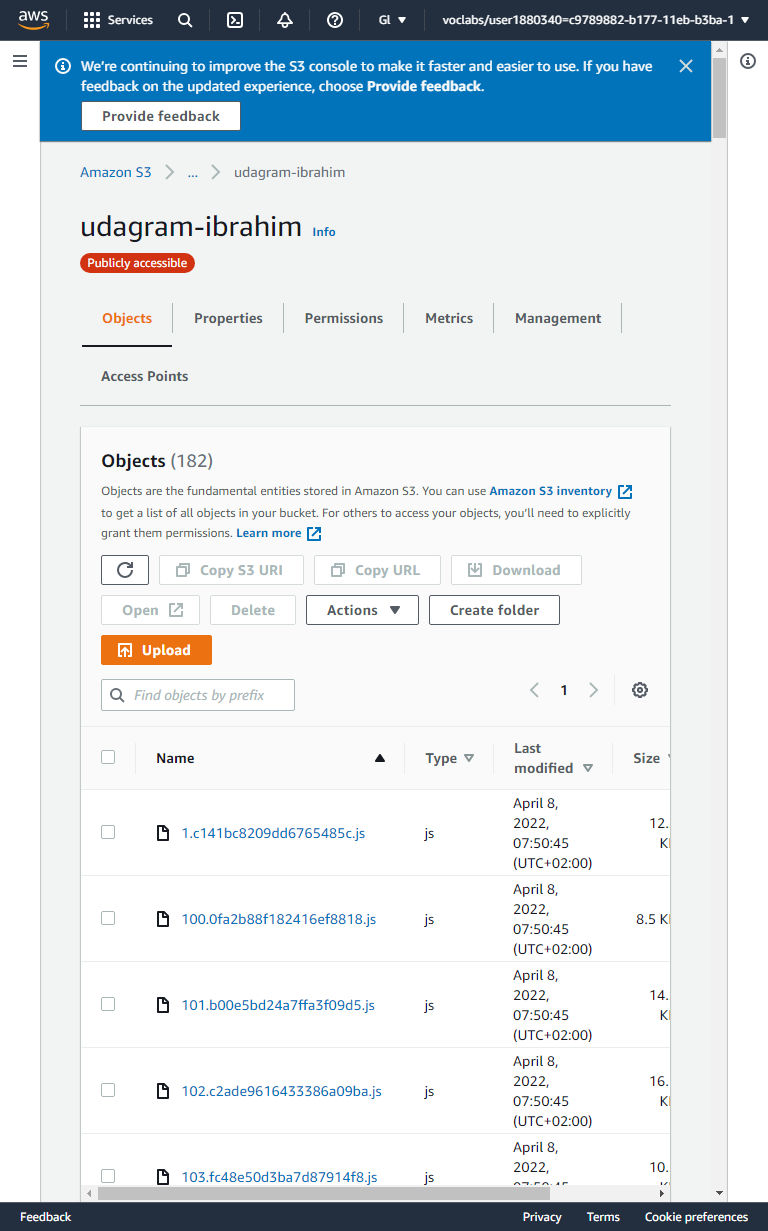 aws Services Gl voclabs/user1880340=c9789882-b177-11eb-b3ba-1
We're continuing to improve the S3 console to make it faster and easier to use. If you have
feedback on the updated experience, choose Provide feedback.
Provide feedback
Amazon S3 ... udagram-ibrahim
udagram-ibrahim Info
Publicly accessible
Objects Properties Permissions Metrics Management
Access Points
Objects (182)
Objects are the fundamental entities stored in Amazon S3. You can use Amazon S3 inventory
to get a list of all objects in your bucket. For others to access your objects, you'll need to explicitly
grant them permissions. Learn more
Copy S3 URI Copy URL Download
Open Delete Actions Create folder
Upload
Find objects by prefix 1
Name Type Last modified Size
1.c141bc8209dd6765485c.js js April 8, 2022, 07:50:45 (UTC+02:00) 12.
100.0fa2b88f182416ef8818.js js April 8, 2022, 07:50:45 (UTC+02:00) 8.5
101.b00e5bd24a7ffa3f09d5.js js April 8, 2022, 07:50:45 (UTC+02:00) 14.
102.c2ade9616433386a09ba.js js April 8, 2022, 07:50:45 (UTC+02:00) 16.
103.fc48e50d3ba7d87914f8.js js April 8, 2022, 10.
Feedback Privacy Terms Cookie preferences